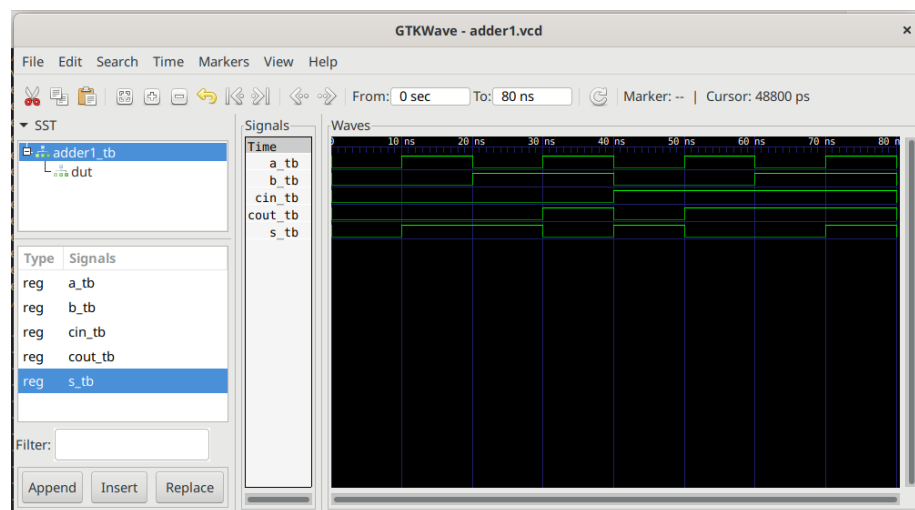 GTKWave - adder1.vcd
File Edit Search Time Markers View Help
From: 0 sec To: 80 ns Marker: -- | Cursor: 48800 ps
SST
adder1_tb
dut
Type Signals
reg a_tb
reg b_tb
reg cin_tb
reg cout_tb
reg s_tb
Filter:
Append Insert Replace
Signals
Time
a_tb
b_tb
cin_tb
cout_tb
s_tb
Waves
10 ns 20 ns 30 ns 40 ns 50 ns 60 ns 70 ns 80 n